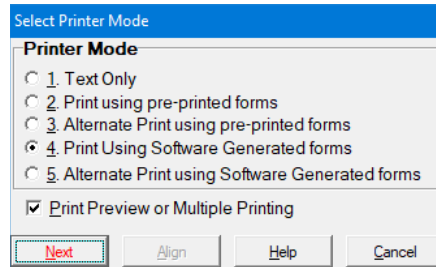 Select Printer Mode
Printer Mode
1. Text Only
2. Print using pre-printed forms
3. Alternate Print using pre-printed forms
4. Print Using Software Generated forms
5. Alternate Print using Software Generated forms
Print Preview or Multiple Printing
Next Align Help Cancel